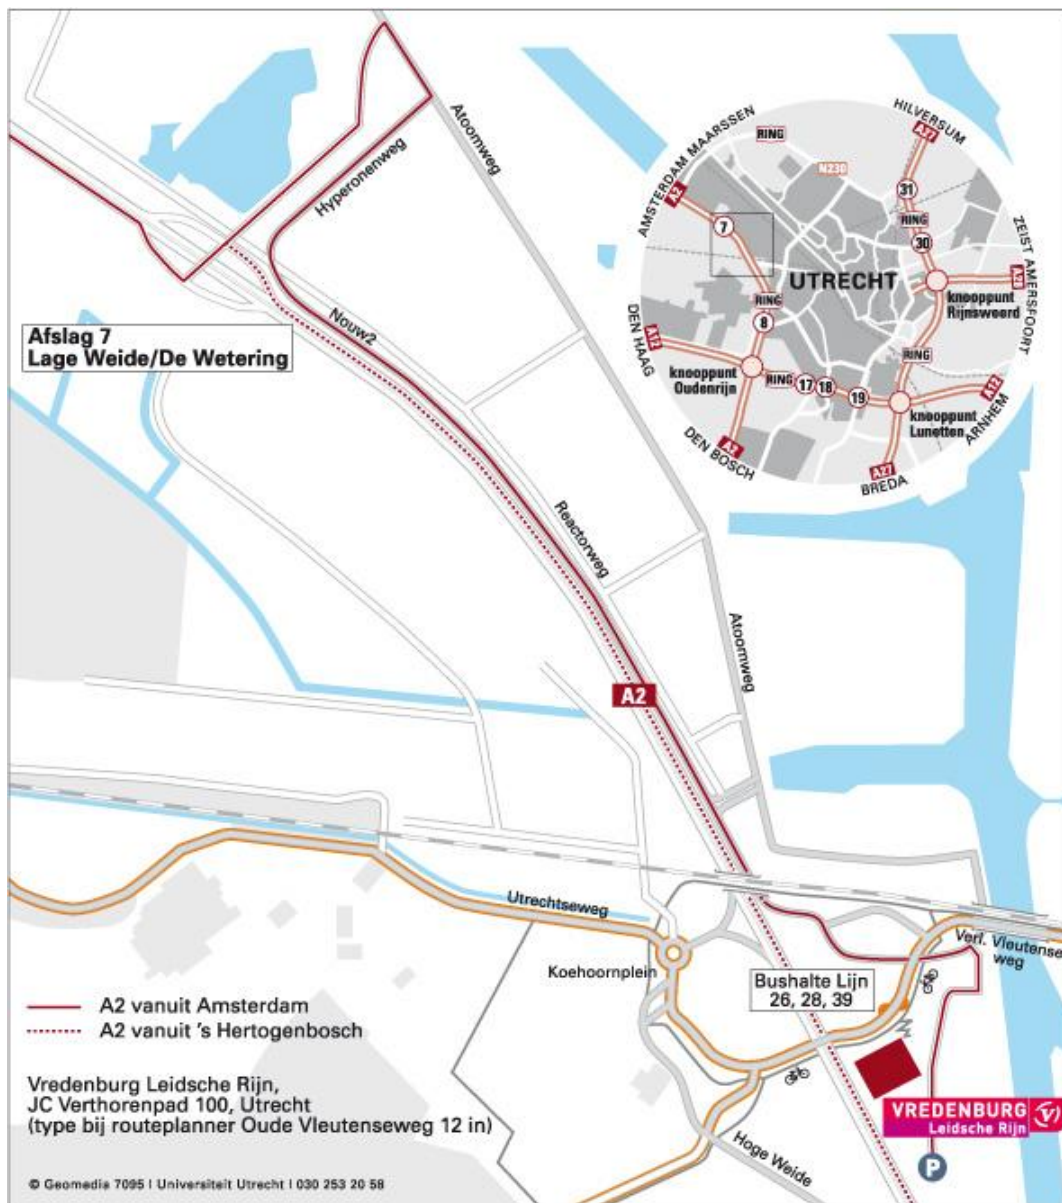 Atoomweg
Hyperonenweg
Nouw2
Afslag 7
Lage Weide/De Wetering
AMSTERDAM MAARSSEN
HILVERSUM
ZEIST AMERSFOORT
DEN HAAG
DEN BOSCH
BREDA
ARNHEM
RING
N230
A27
A2
31
RING
30
7
UTRECHT
knooppunt
Rijnsweerd
RING
8
A12
knooppunt
Oudenrijn
RING
17
18
19
RING
knooppunt
Lunetten
A12
A2
A27
Reactorweg
Atoomweg
A2
Utrechtseweg
Koehoornplein
Verl. Vleutense
weg
Bushalte Lijn
26, 28, 39
A2 vanuit Amsterdam
A2 vanuit 's Hertogenbosch
Vredenburg Leidsche Rijn,
JC Verthorenpad 100, Utrecht
(type bij routeplanner Oude Vleutenseweg 12 in)
Hoge Weide
VREDENBURG
Leidsche Rijn
V
P
© Geomedia 7095 | Universiteit Utrecht | 030 253 20 58